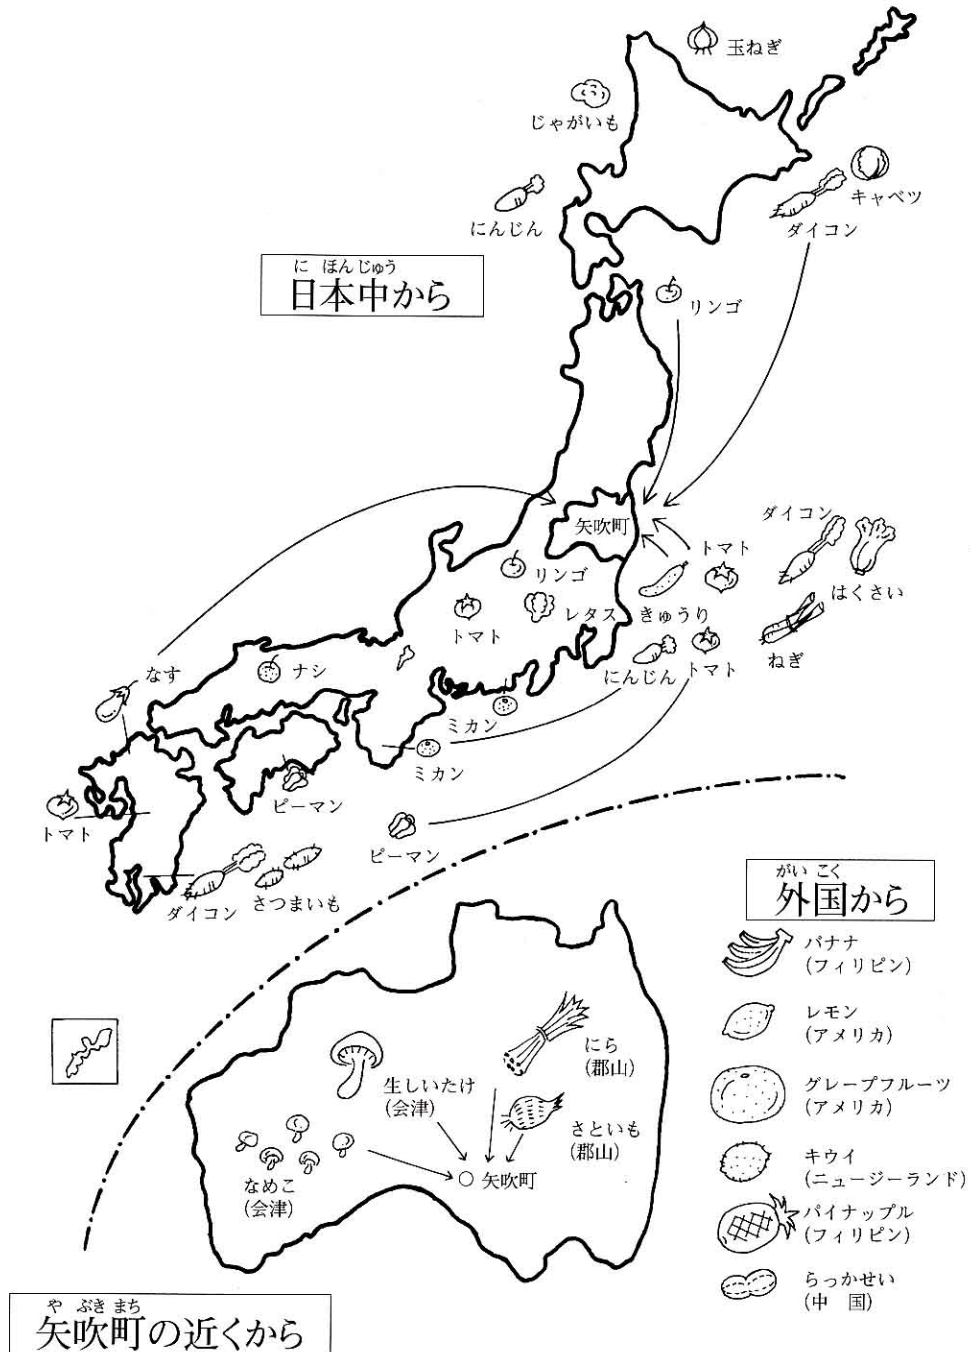 玉ねぎ
じゃがいも
キャベツ
ダイコン
にんじん
に ほんじゅう
日本中から
リンゴ
矢吹町
ダイコン
トマト
はくさい
リンゴ
レタス
きゅうり
トマト
にんじん
トマト
ねぎ
なす
ナシ
ミカン
ミカン
ピーマン
トマト
ピーマン
ダイコン
さつまいも
がい こく
外国から
バナナ
(フィリピン)
レモン
(アメリカ)
グレープフルーツ
(アメリカ)
キウイ
(ニュージーランド)
パイナップル
(フィリピン)
らっかせい
(中 国)
にら
(郡山)
生しいたけ
(会津)
さといも
(郡山)
なめこ
(会津)
矢吹町
や ぶき まち
矢吹町の近くから